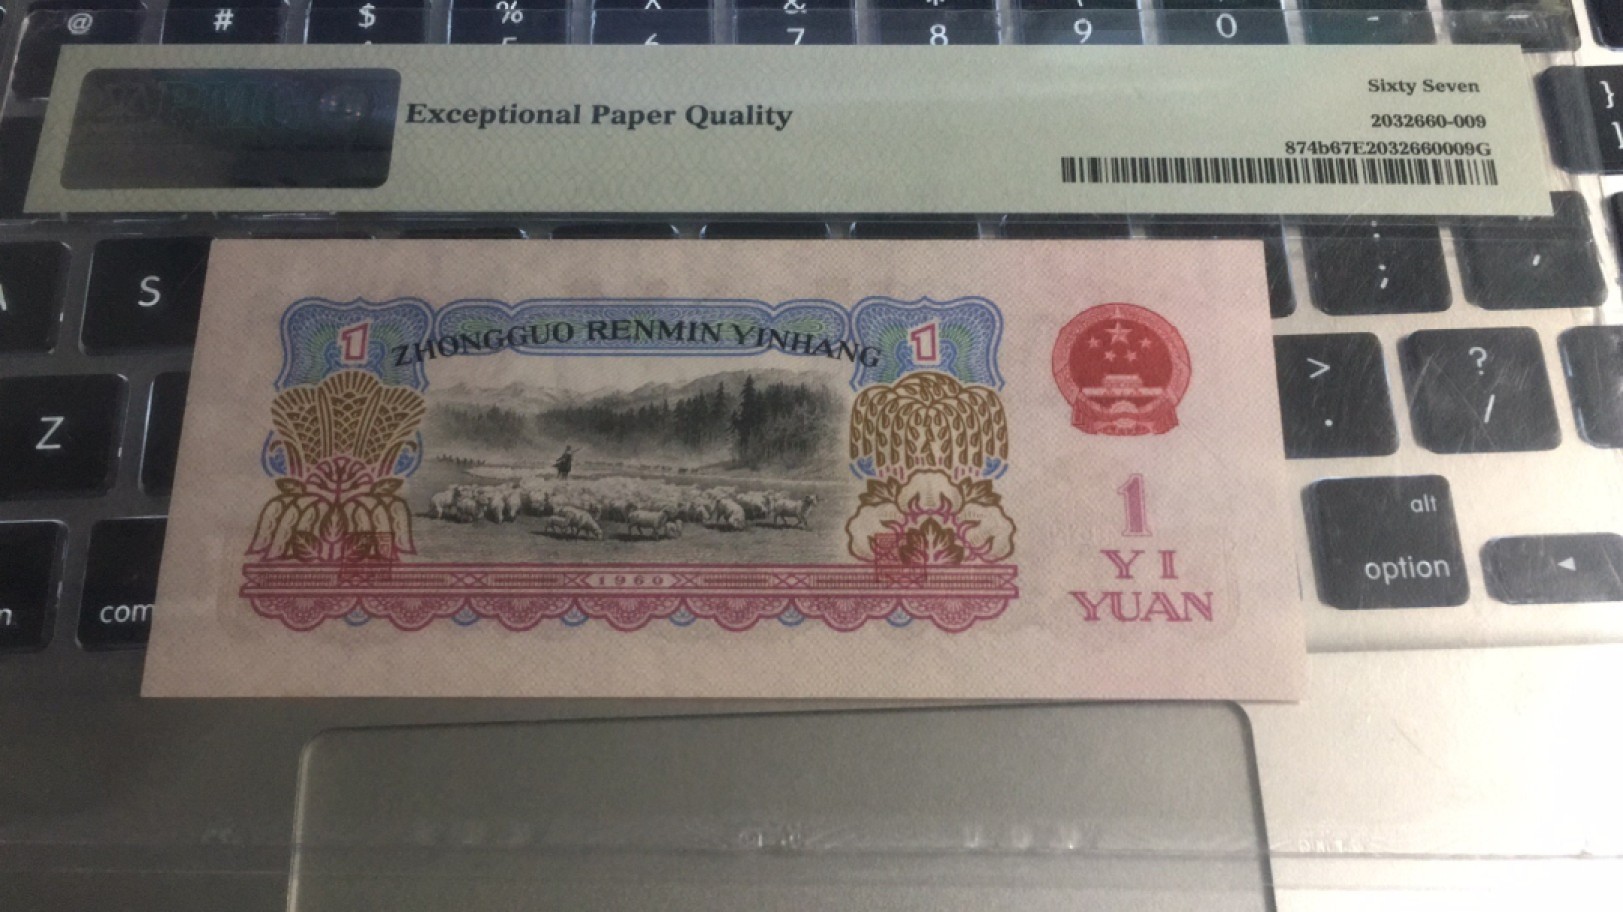 @ # $ % ^ & * ( ) - —
6 7 8 9 0
Exceptional Paper Quality
Sixty Seven
2032660-009
874b67E2032660009G
}
A S : ; " '
1 ZHONGGUO RENMIN YINHANG 1
Z > . ? /
1960
1
YI
YUAN
alt
option
com